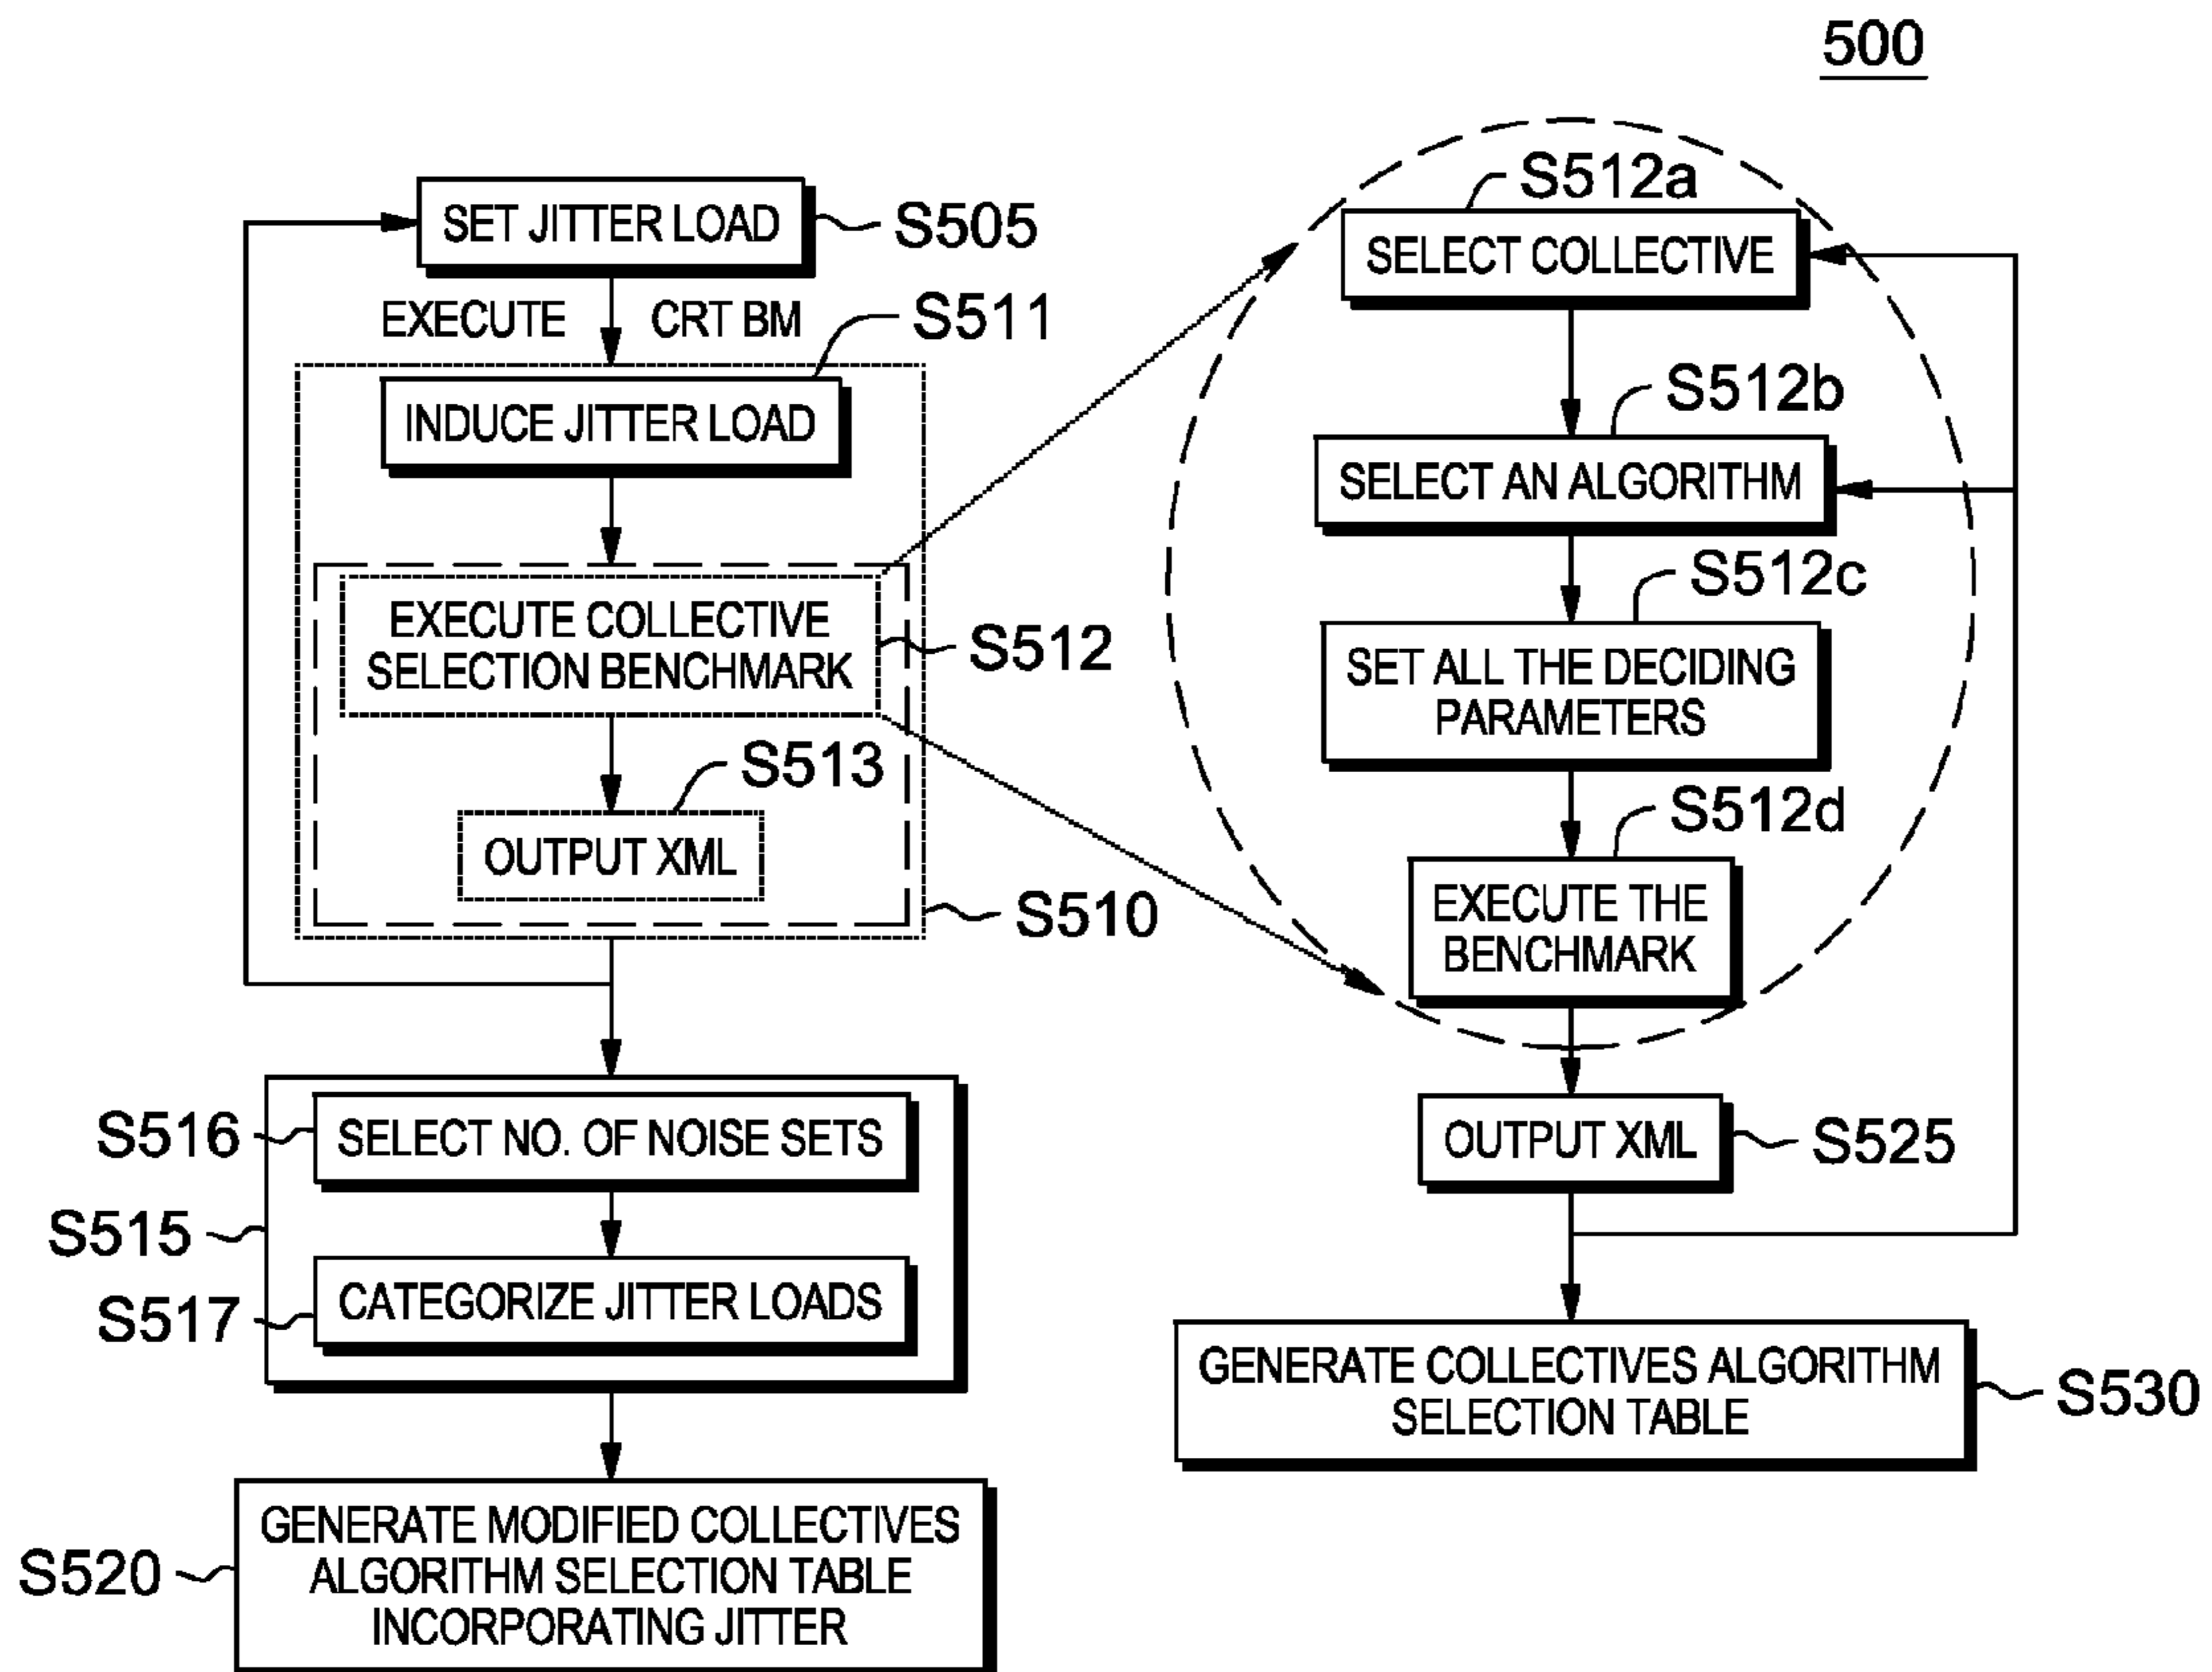 500
SET JITTER LOAD
S505
EXECUTE CRT BM
S511
INDUCE JITTER LOAD
EXECUTE COLLECTIVE
SELECTION BENCHMARK
S512
S513
OUTPUT XML
S510
S516
SELECT NO. OF NOISE SETS
S515
S517
CATEGORIZE JITTER LOADS
S520
GENERATE MODIFIED COLLECTIVES
ALGORITHM SELECTION TABLE
INCORPORATING JITTER
S512a
SELECT COLLECTIVE
S512b
SELECT AN ALGORITHM
S512c
SET ALL THE DECIDING
PARAMETERS
S512d
EXECUTE THE
BENCHMARK
OUTPUT XML
S525
GENERATE COLLECTIVES ALGORITHM
SELECTION TABLE
S530